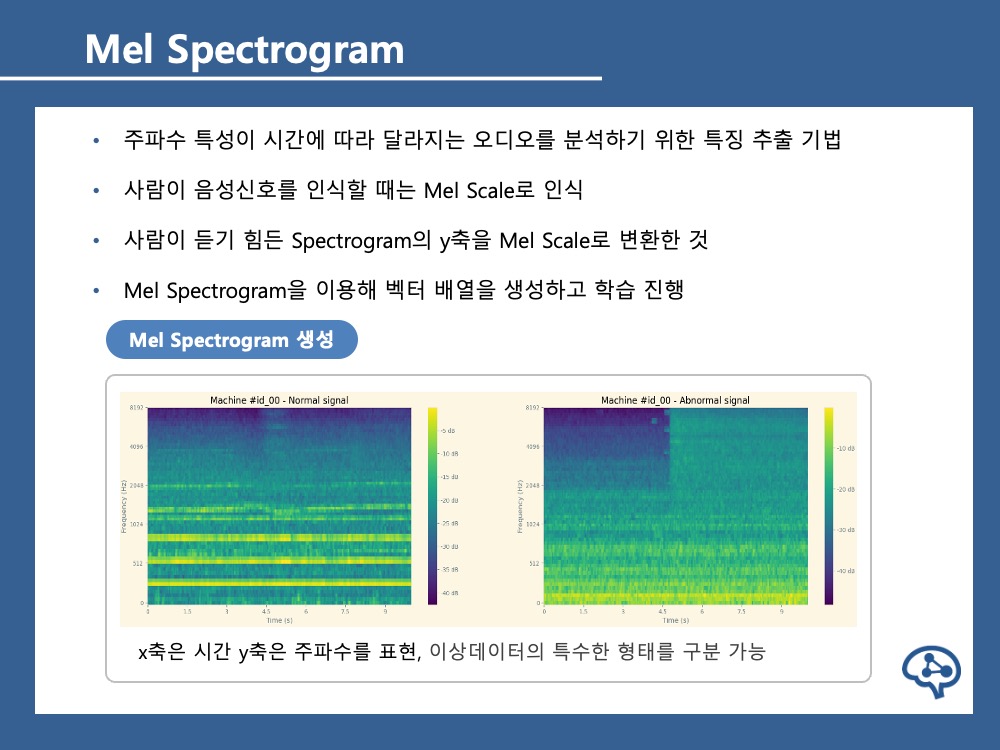 Mel Spectrogram
• 주파수 특성이 시간에 따라 달라지는 오디오를 분석하기 위한 특징 추출 기법
• 사람이 음성신호를 인식할 때는 Mel Scale로 인식
• 사람이 듣기 힘든 Spectrogram의 y축을 Mel Scale로 변환한 것
• Mel Spectrogram을 이용해 벡터 배열을 생성하고 학습 진행
Mel Spectrogram 생성
Machine #id_00 - Normal signal
8192
4096
2048
1024
512
0
Frequency (Hz)
0 1.5 3 4.5 6 7.5 9
Time (s)
-5 dB
-10 dB
-15 dB
-20 dB
-25 dB
-30 dB
-35 dB
-40 dB
Machine #id_00 - Abnormal signal
8192
4096
2048
1024
512
0
Frequency (Hz)
0 1.5 3 4.5 6 7.5 9
Time (s)
-10 dB
-20 dB
-30 dB
-40 dB
x축은 시간 y축은 주파수를 표현, 이상데이터의 특수한 형태를 구분 가능